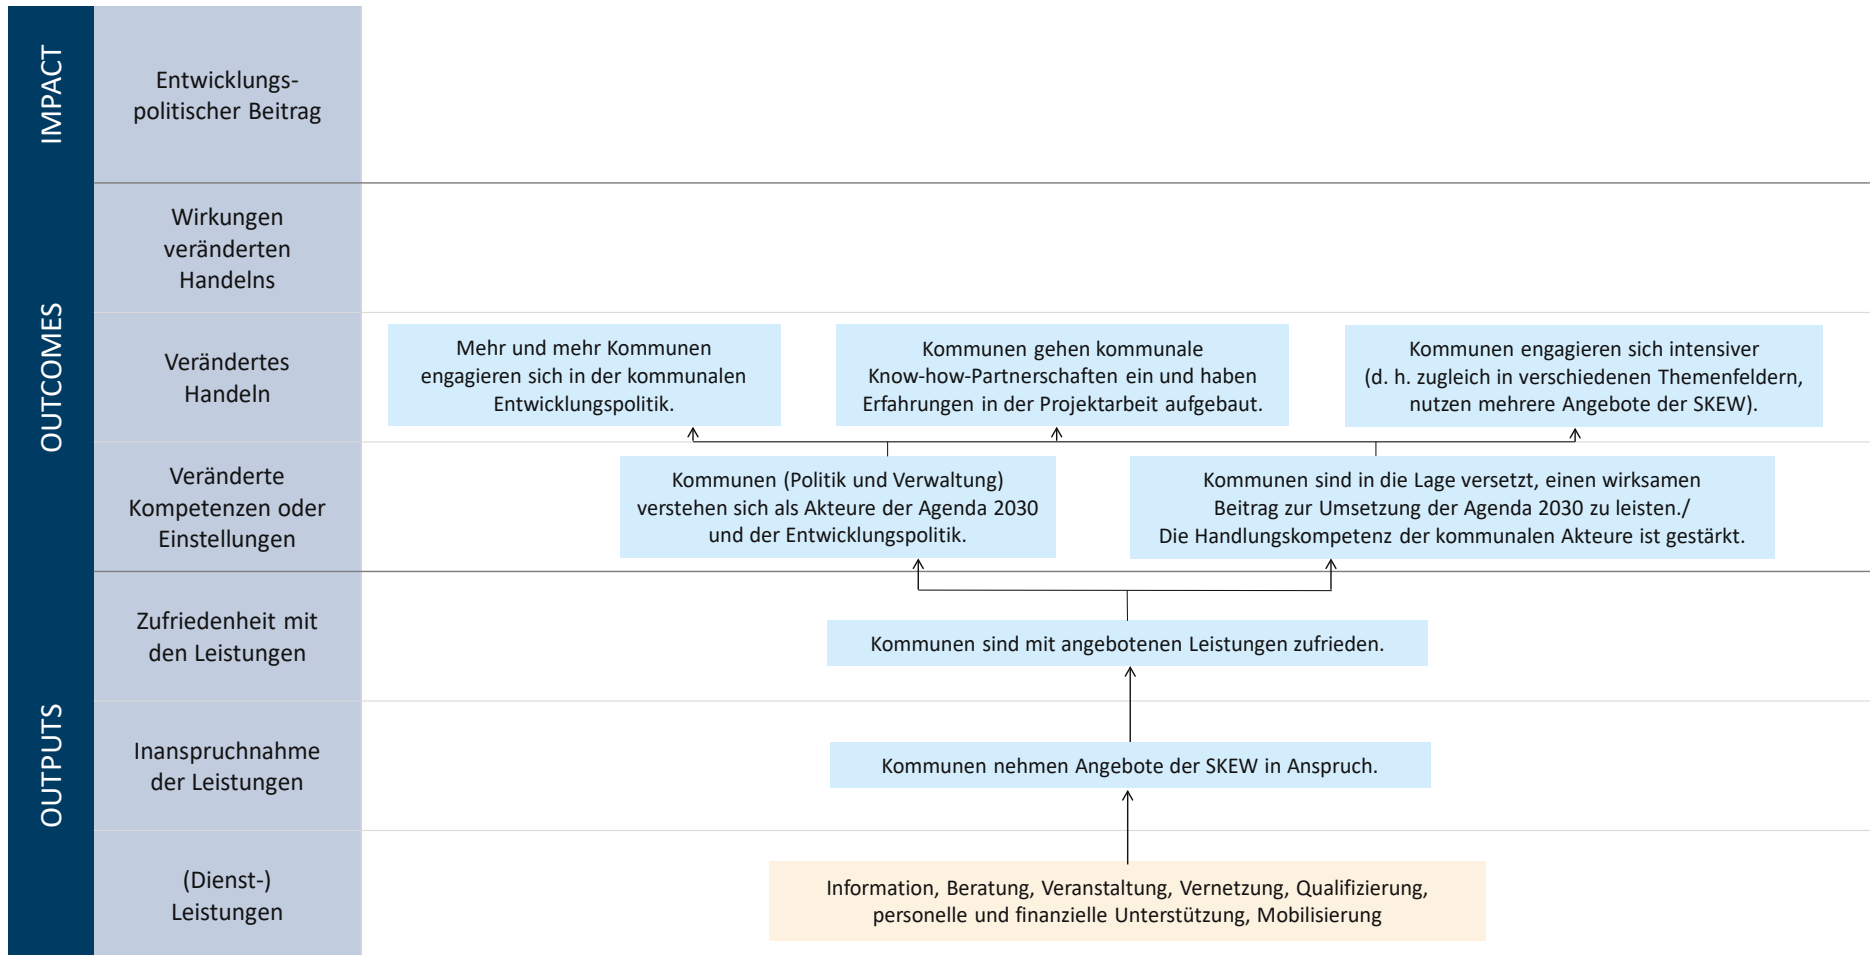 IMPACT
Entwicklungs-
politischer Beitrag
OUTCOMES
Wirkungen
veränderten
Handelns
Verändertes
Handeln
Mehr und mehr Kommunen
engagieren sich in der kommunalen
Entwicklungspolitik.
Kommunen gehen kommunale
Know-how-Partnerschaften ein und haben
Erfahrungen in der Projektarbeit aufgebaut.
Kommunen engagieren sich intensiver
(d. h. zugleich in verschiedenen Themenfeldern,
nutzen mehrere Angebote der SKEW).
Veränderte
Kompetenzen oder
Einstellungen
Kommunen (Politik und Verwaltung)
verstehen sich als Akteure der Agenda 2030
und der Entwicklungspolitik.
Kommunen sind in die Lage versetzt, einen wirksamen
Beitrag zur Umsetzung der Agenda 2030 zu leisten./
Die Handlungskompetenz der kommunalen Akteure ist gestärkt.
OUTPUTS
Zufriedenheit mit
den Leistungen
Kommunen sind mit angebotenen Leistungen zufrieden.
Inanspruchnahme
der Leistungen
Kommunen nehmen Angebote der SKEW in Anspruch.
(Dienst-)
Leistungen
Information, Beratung, Veranstaltung, Vernetzung, Qualifizierung,
personelle und finanzielle Unterstützung, Mobilisierung